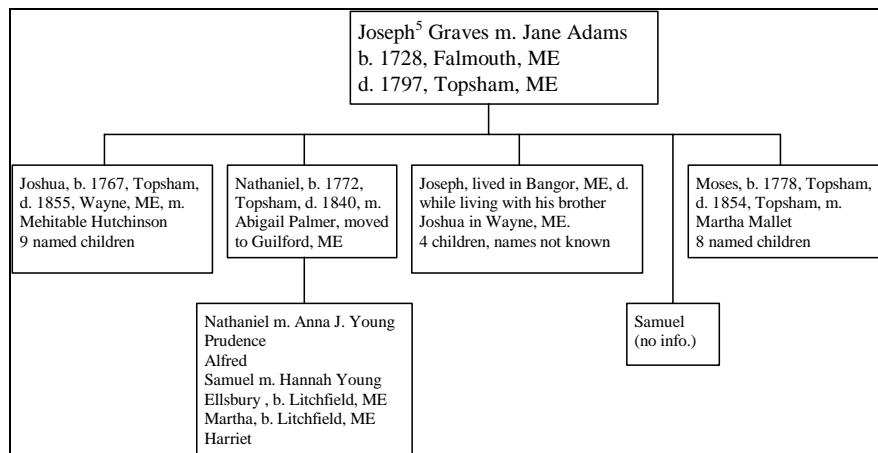 Joseph⁵ Graves m. Jane Adams
b. 1728, Falmouth, ME
d. 1797, Topsham, ME
Joshua, b. 1767, Topsham,
d. 1855, Wayne, ME, m.
Mehitable Hutchinson
9 named children
Nathaniel, b. 1772,
Topsham, d. 1840, m.
Abigail Palmer, moved
to Guilford, ME
Joseph, lived in Bangor, ME, d.
while living with his brother
Joshua in Wayne, ME.
4 children, names not known
Moses, b. 1778, Topsham,
d. 1854, Topsham, m.
Martha Mallet
8 named children
Nathaniel m. Anna J. Young
Prudence
Alfred
Samuel m. Hannah Young
Ellsbury , b. Litchfield, ME
Martha, b. Litchfield, ME
Harriet
Samuel
(no info.)